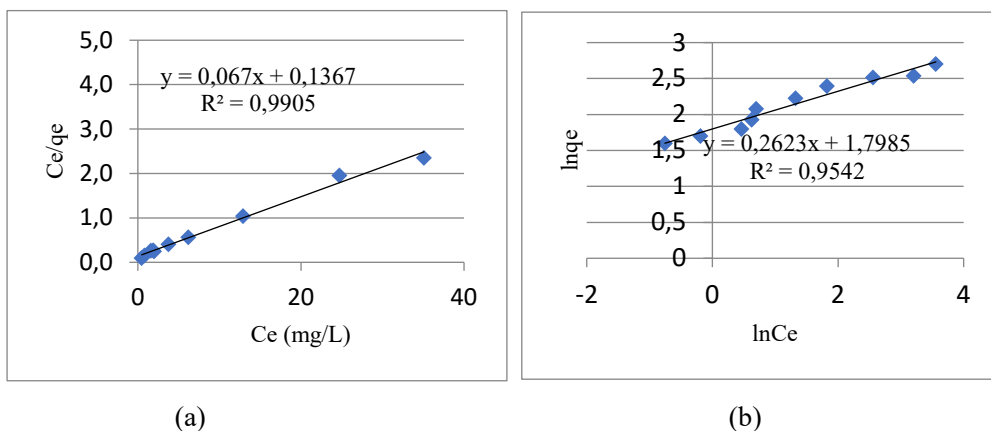 5,0
4,0
3,0
2,0
1,0
0,0
Ce/qe
y = 0,067x + 0,1367
R² = 0,9905
0
20
40
Ce (mg/L)
(a)
3
2,5
2
1,5
1
0,5
0
lnqe
y = 0,2623x + 1,7985
R² = 0,9542
-2
0
2
4
lnCe
(b)